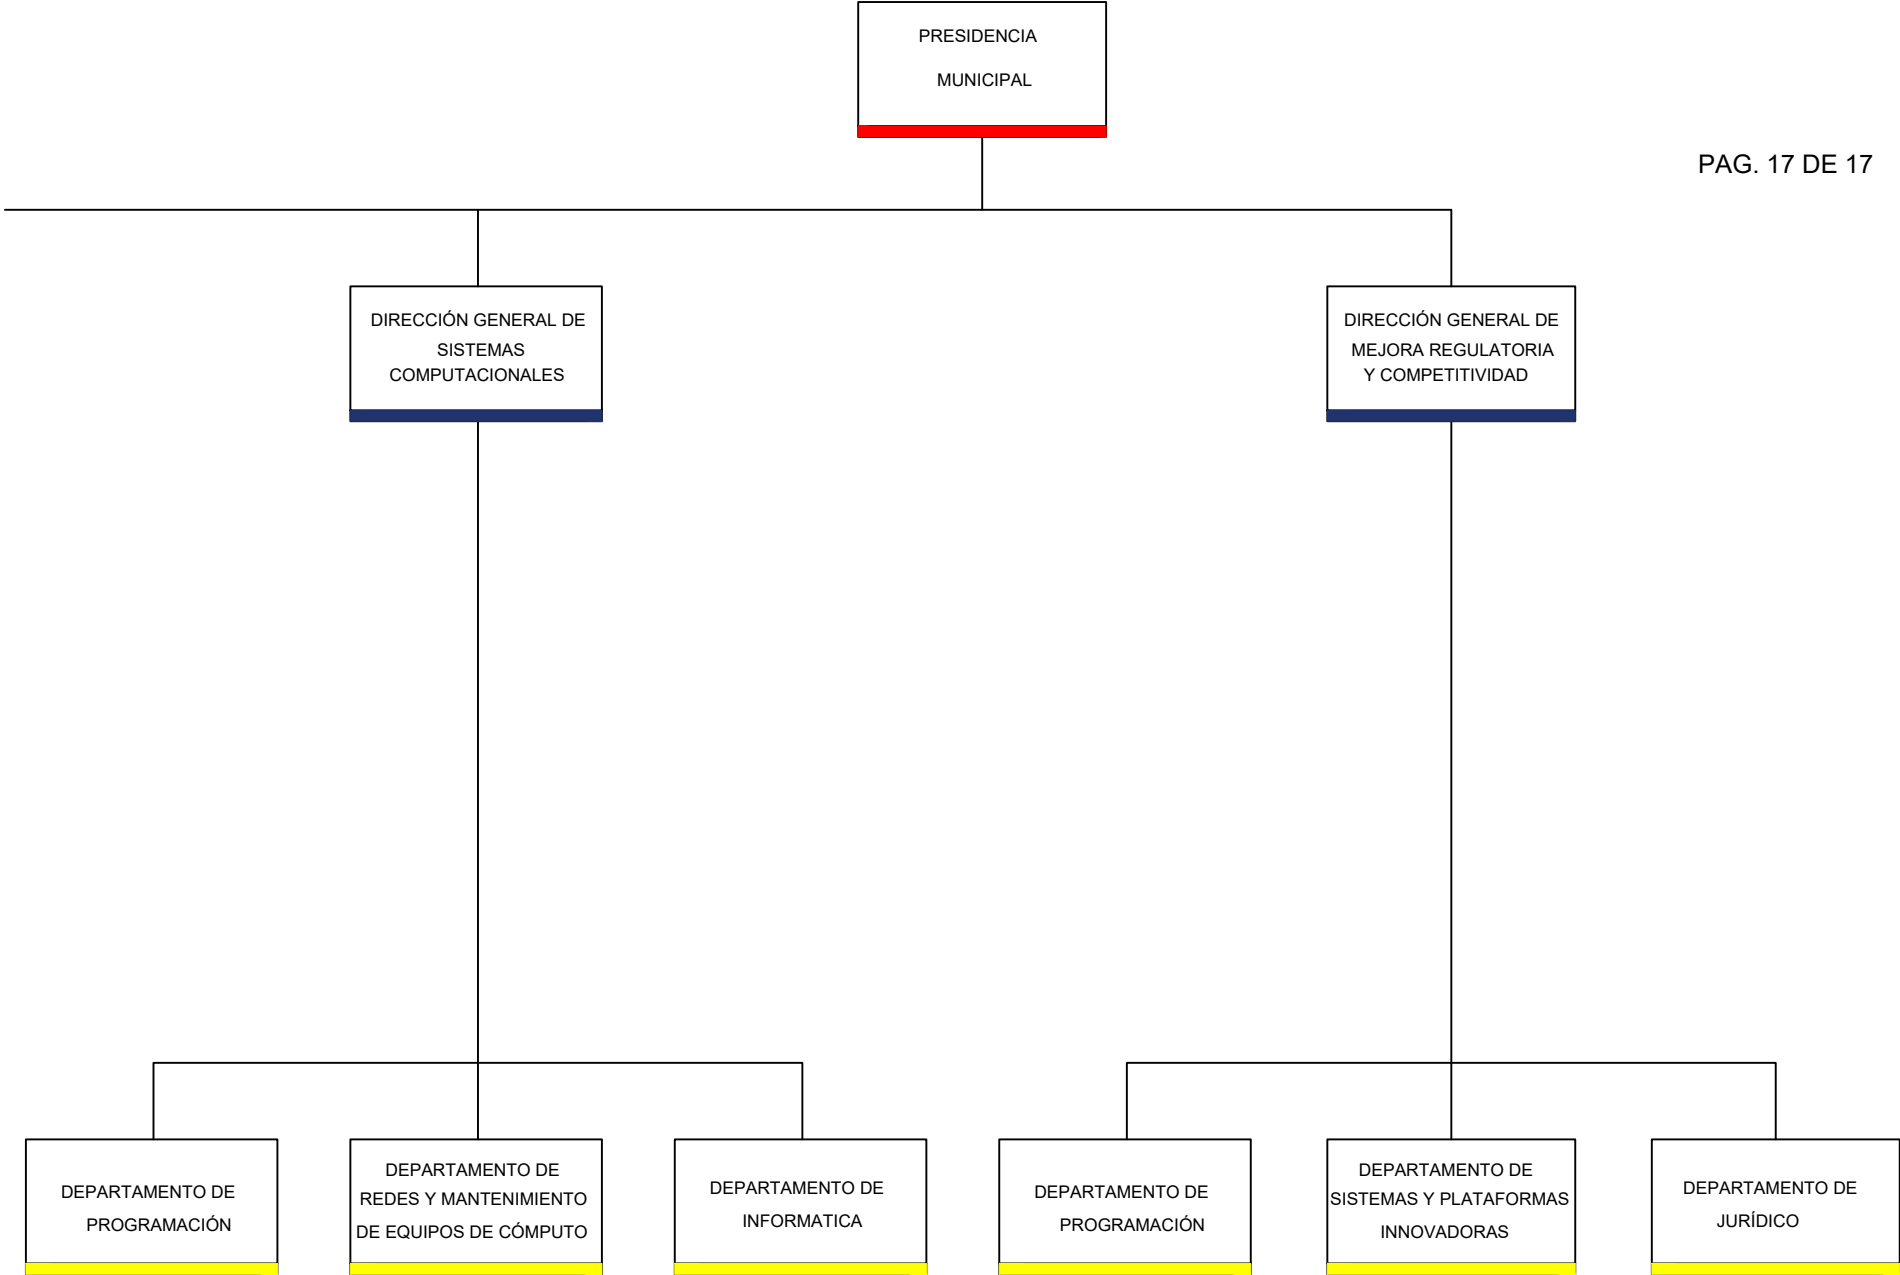 PRESIDENCIA
MUNICIPAL
PAG. 17 DE 17
DIRECCIÓN GENERAL DE
SISTEMAS
COMPUTACIONALES
DIRECCIÓN GENERAL DE
MEJORA REGULATORIA
Y COMPETITIVIDAD
DEPARTAMENTO DE
PROGRAMACIÓN
DEPARTAMENTO DE
REDES Y MANTENIMIENTO
DE EQUIPOS DE CÓMPUTO
DEPARTAMENTO DE
INFORMATICA
DEPARTAMENTO DE
PROGRAMACIÓN
DEPARTAMENTO DE
SISTEMAS Y PLATAFORMAS
INNOVADORAS
DEPARTAMENTO DE
JURÍDICO